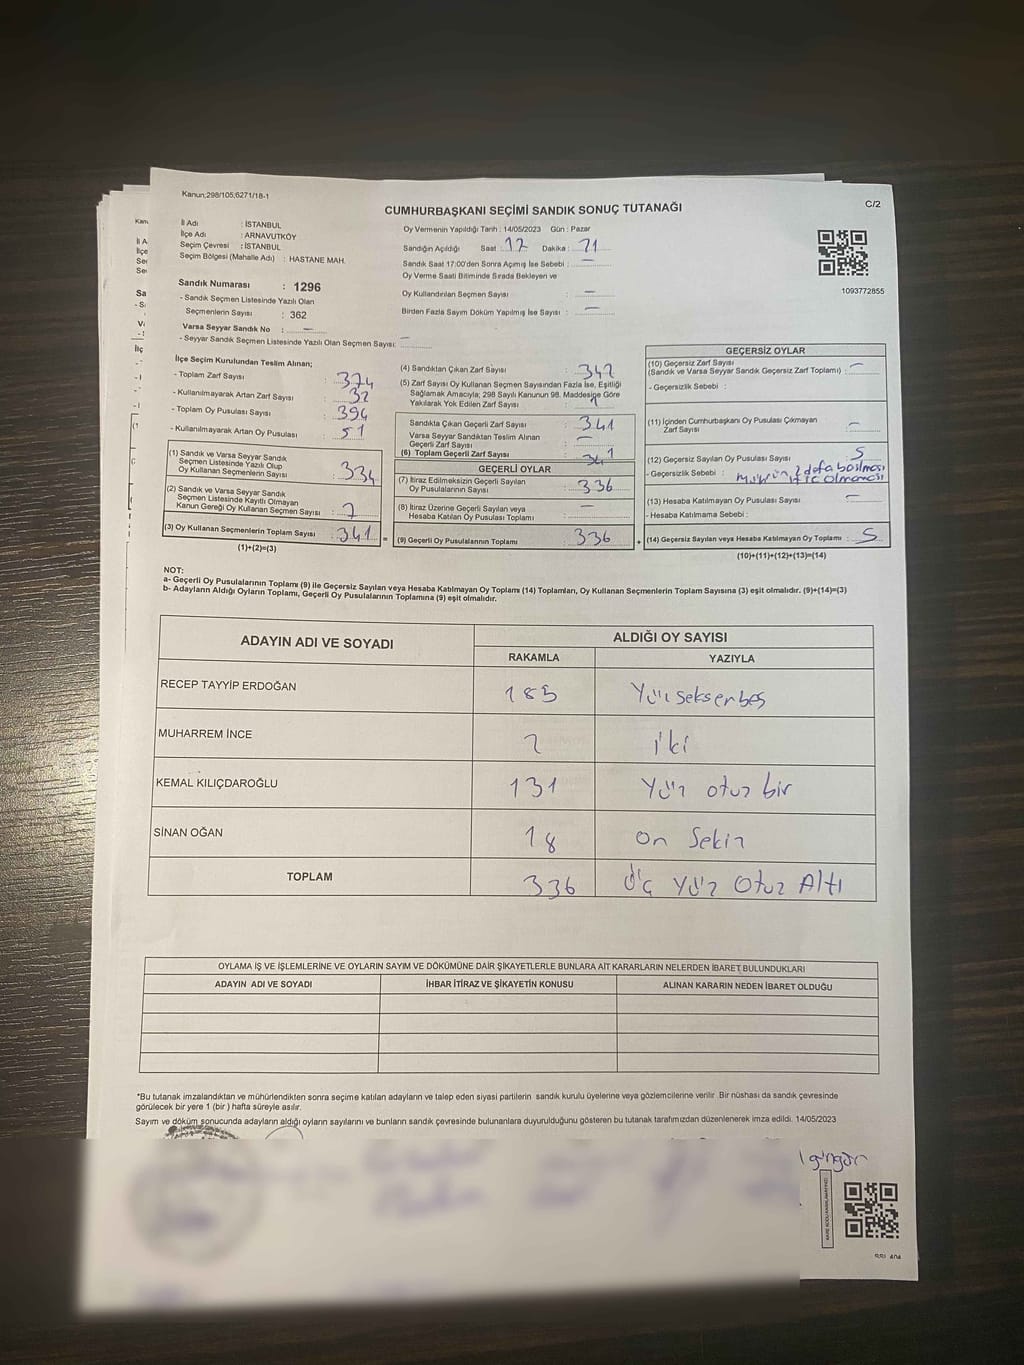 Kanun,298/105,6271/18-1
C/2
CUMHURBAŞKANI SEÇİMİ SANDIK SONUÇ TUTANAĞI
İl Adı : İSTANBUL
İlçe Adı : ARNAVUTKÖY
Seçim Çevresi : İSTANBUL
Seçim Bölgesi (Mahalle Adı) : HASTANE MAH.
Sandık Numarası : 1296
- Sandık Seçmen Listesinde Yazılı Olan
Seçmenlerin Sayısı : 362
Varsa Seyyar Sandık No : —
- Seyyar Sandık Seçmen Listesinde Yazılı Olan Seçmen Sayısı: —
Oy Vermenin Yapıldığı Tarih : 14/05/2023 Gün : Pazar
Sandığın Açıldığı Saat : 17 Dakika : 21
Sandık Saat 17:00'den Sonra Açımış İse Sebebi : —
Oy Verme Saati Bitiminde Sırada Bekleyen ve
Oy Kullandırılan Seçmen Sayısı : —
Birden Fazla Sayım Döküm Yapılmış İse Sayısı : —
1093772855
İlçe Seçim Kurulundan Teslim Alınan;
- Toplam Zarf Sayısı : 374
- Kullanılmayarak Artan Zarf Sayısı : 32
- Toplam Oy Pusulası Sayısı : 394
- Kullanılmayarak Artan Oy Pusulası : 51
(1) Sandık ve Varsa Seyyar Sandık
Seçmen Listesinde Yazılı Olup
Oy Kullanan Seçmenlerin Sayısı : 334
(2) Sandık ve Varsa Seyyar Sandık
Seçmen Listesinde Kayıtlı Olmayan
Kanun Gereği Oy Kullanan Seçmen Sayısı : 7
(3) Oy Kullanan Seçmenlerin Toplam Sayısı : 341
(1)+(2)=(3)
(4) Sandıktan Çıkan Zarf Sayısı : 342
(5) Zarf Sayısı Oy Kullanan Seçmen Sayısından Fazla İse, Eşitliği
Sağlamak Amacıyla; 298 Sayılı Kanunun 98. Maddesine Göre
Yakılarak Yok Edilen Zarf Sayısı : 1
Sandıkta Çıkan Geçerli Zarf Sayısı : 341
Varsa Seyyar Sandıktan Teslim Alınan
Geçerli Zarf Sayısı : —
(6) Toplam Geçerli Zarf Sayısı : 341
GEÇERLİ OYLAR
(7) İtiraz Edilmeksizin Geçerli Sayılan
Oy Pusulalarının Sayısı : 336
(8) İtiraz Üzerine Geçerli Sayılan veya
Hesaba Katılan Oy Pusulası Toplamı : —
= (9) Geçerli Oy Pusulalarının Toplamı : 336 +
GEÇERSİZ OYLAR
(10) Geçersiz Zarf Sayısı
(Sandık ve Varsa Seyyar Sandık Geçersiz Zarf Toplamı) : —
- Geçersizlik Sebebi :
(11) İçinden Cumhurbaşkanı Oy Pusulası Çıkmayan
Zarf Sayısı : —
(12) Geçersiz Sayılan Oy Pusulası Sayısı : 5
- Geçersizlik Sebebi : mührün 2 defa basılması
olmaması
(13) Hesaba Katılmayan Oy Pusulası Sayısı : —
- Hesaba Katılmama Sebebi :
(14) Geçersiz Sayılan veya Hesaba Katılmayan Oy Toplamı : 5
(10)+(11)+(12)+(13)=(14)
NOT:
a- Geçerli Oy Pusulalarının Toplamı (9) ile Geçersiz Sayılan veya Hesaba Katılmayan Oy Toplamı (14) Toplamları, Oy Kullanan Seçmenlerin Toplam Sayısına (3) eşit olmalıdır. (9)+(14)=(3)
b- Adayların Aldığı Oyların Toplamı, Geçerli Oy Pusulalarının Toplamına (9) eşit olmalıdır.
ADAYIN ADI VE SOYADI
ALDIĞI OY SAYISI
RAKAMLA YAZIYLA
RECEP TAYYİP ERDOĞAN 185 Yüzseksenbeş
MUHARREM İNCE 2 iki
KEMAL KILIÇDAROĞLU 131 Yüz otuz bir
SİNAN OĞAN 18 on sekiz
TOPLAM 336 Üç Yüz Otuz Altı
OYLAMA İŞ VE İŞLEMLERİNE VE OYLARIN SAYIM VE DÖKÜMÜNE DAİR ŞİKAYETLERLE BUNLARA AİT KARARLARIN NELERDEN İBARET BULUNDUKLARI
ADAYIN ADI VE SOYADI İHBAR İTİRAZ VE ŞİKAYETİN KONUSU ALINAN KARARIN NEDEN İBARET OLDUĞU
*Bu tutanak imzalandıktan ve mühürlendikten sonra seçime katılan adayların ve talep eden siyasi partilerin sandık kurulu üyelerine veya gözlemcilerine verilir. Bir nüshası da sandık çevresinde
görülecek bir yere 1 (bir ) hafta süreyle asılır.
Sayım ve döküm sonucunda adayların aldığı oyların sayılarını ve bunların sandık çevresinde bulunanlara duyurulduğunu gösteren bu tutanak tarafımızdan düzenlenerek imza edildi. 14/05/2023